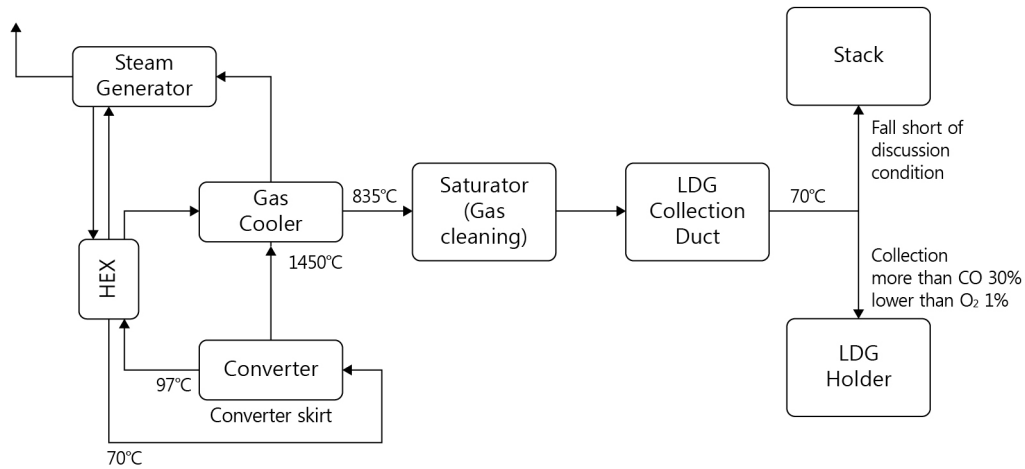 Steam
Generator
Stack
Fall short of
discussion
condition
Gas
Cooler
835℃
Saturator
(Gas
cleaning)
LDG
Collection
Duct
70℃
1450℃
HEX
Collection
more than CO 30%
lower than O₂ 1%
Converter
97℃
Converter skirt
LDG
Holder
70℃